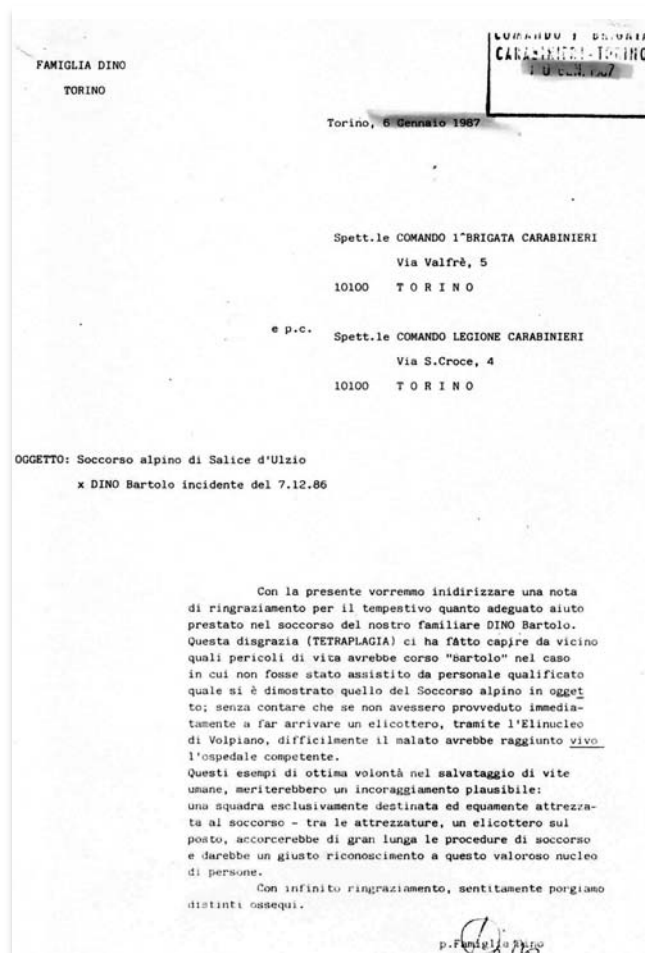 COMANDO 1 BRIGATA
CARABINIERI-TORINO
10 GEN. 1987
FAMIGLIA DINO
TORINO
Torino, 6 Gennaio 1987
Spett.le COMANDO 1^BRIGATA CARABINIERI
Via Valfrè, 5
10100 T O R I N O
e p.c.
Spett.le COMANDO LEGIONE CARABINIERI
Via S.Croce, 4
10100 T O R I N O
OGGETTO: Soccorso alpino di Salice d'Ulzio
x DINO Bartolo incidente del 7.12.86
Con la presente vorremmo inidirizzare una nota
di ringraziamento per il tempestivo quanto adeguato aiuto
prestato nel soccorso del nostro familiare DINO Bartolo.
Questa disgrazia (TETRAPLAGIA) ci ha fàtto capire da vicino
quali pericoli di vita avrebbe corso "Bartolo" nel caso
in cui non fosse stato assistito da personale qualificato
quale si è dimostrato quello del Soccorso alpino in ogget
to; senza contare che se non avessero provveduto immedia-
tamente a far arrivare un elicottero, tramite l'Elinucleo
di Volpiano, difficilmente il malato avrebbe raggiunto vivo
l'ospedale competente.
Questi esempi di ottima volontà nel salvataggio di vite
umane, meriterebbero un incoraggiamento plausibile:
una squadra esclusivamente destinata ed equamente attrezza-
ta al soccorso - tra le attrezzature, un elicottero sul
posto, accorcerebbe di gran lunga le procedure di soccorso
e darebbe un giusto riconoscimento a questo valoroso nucleo
di persone.
Con infinito ringraziamento, sentitamente porgiamo
distinti ossequi.
p.Famiglia Dino